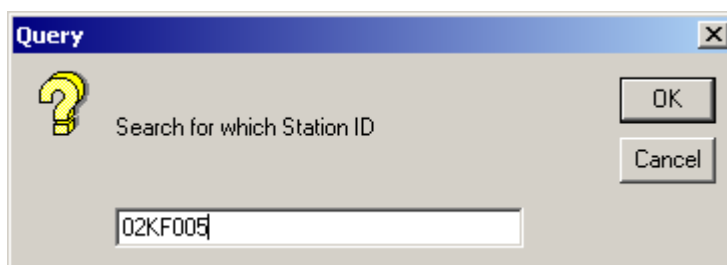 Query
OK
Search for which Station ID
Cancel
02KF005